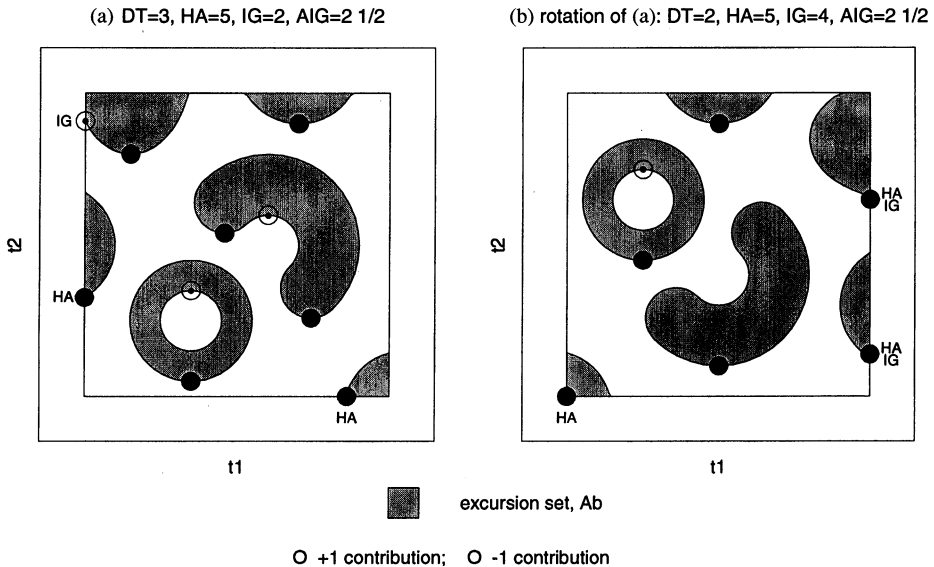 (a) DT=3, HA=5, IG=2, AIG=2 1/2
(b) rotation of (a): DT=2, HA=5, IG=4, AIG=2 1/2
IG
HA
HA
t2
t1
HA
IG
HA
IG
HA
t2
t1
excursion set, Ab
O +1 contribution; O -1 contribution